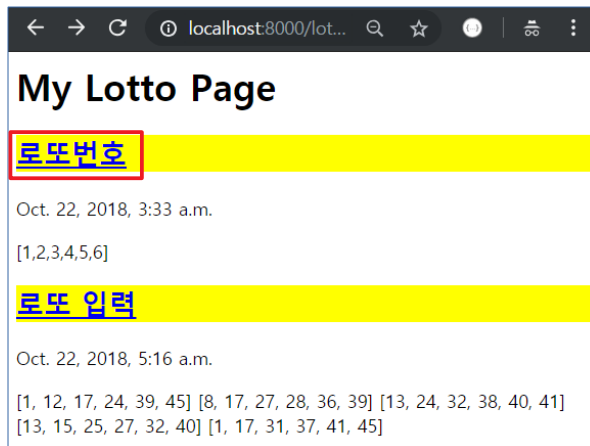 localhost:8000/lot...
My Lotto Page
로또번호
Oct. 22, 2018, 3:33 a.m.
[1,2,3,4,5,6]
로또 입력
Oct. 22, 2018, 5:16 a.m.
[1, 12, 17, 24, 39, 45] [8, 17, 27, 28, 36, 39] [13, 24, 32, 38, 40, 41]
[13, 15, 25, 27, 32, 40] [1, 17, 31, 37, 41, 45]